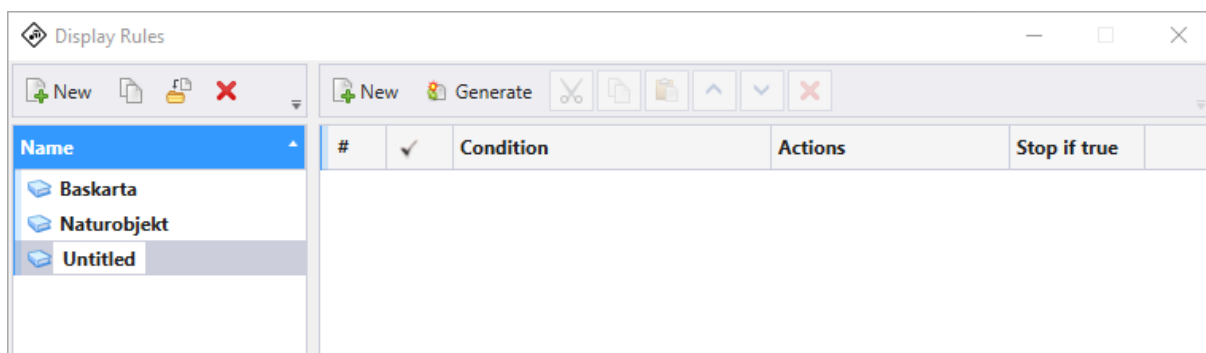 Display Rules
New
New Generate
Name
# Condition Actions Stop if true
Baskarta
Naturobjekt
Untitled